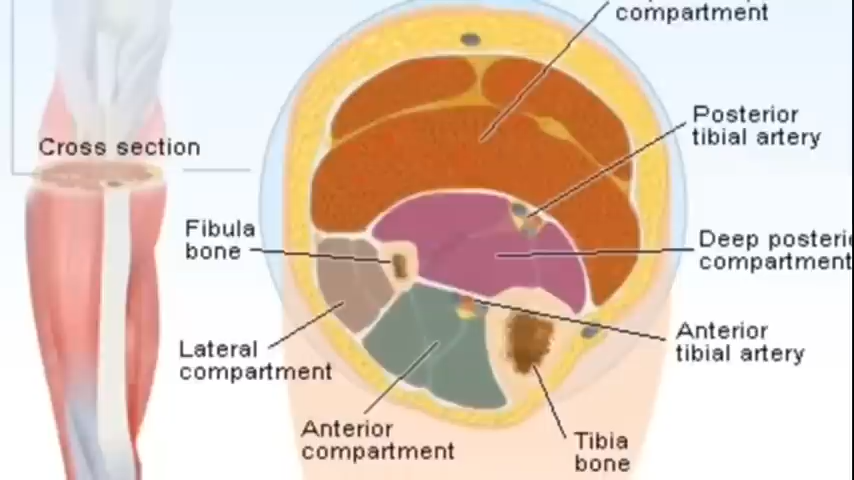 compartment
Posterior
tibial artery
Cross section
Fibula
bone
Deep
compartment
Anterior
tibial artery
Lateral
compartment
Anterior
compartment
Tibia
bone